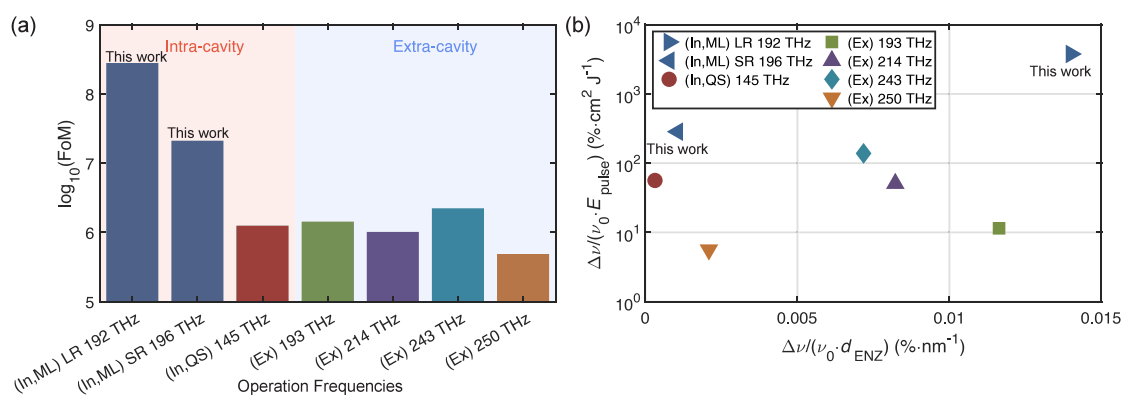 (a)
Intra-cavity
Extra-cavity
This work
This work
9
8
7
6
5
log10(FoM)
(In,ML) LR 192 THz
(In,ML) SR 196 THz
(In,QS) 145 THz
(Ex) 193 THz
(Ex) 214 THz
(Ex) 243 THz
(Ex) 250 THz
Operation Frequencies
(b)
(In,ML) LR 192 THz
(In,ML) SR 196 THz
(In,QS) 145 THz
(Ex) 193 THz
(Ex) 214 THz
(Ex) 243 THz
(Ex) 250 THz
This work
This work
10^4
10^3
10^2
10^1
10^0
Δν/(ν0·Epulse) (%·cm² J⁻¹)
0
0.005
0.01
0.015
Δν/(ν0·dENZ) (%·nm⁻¹)